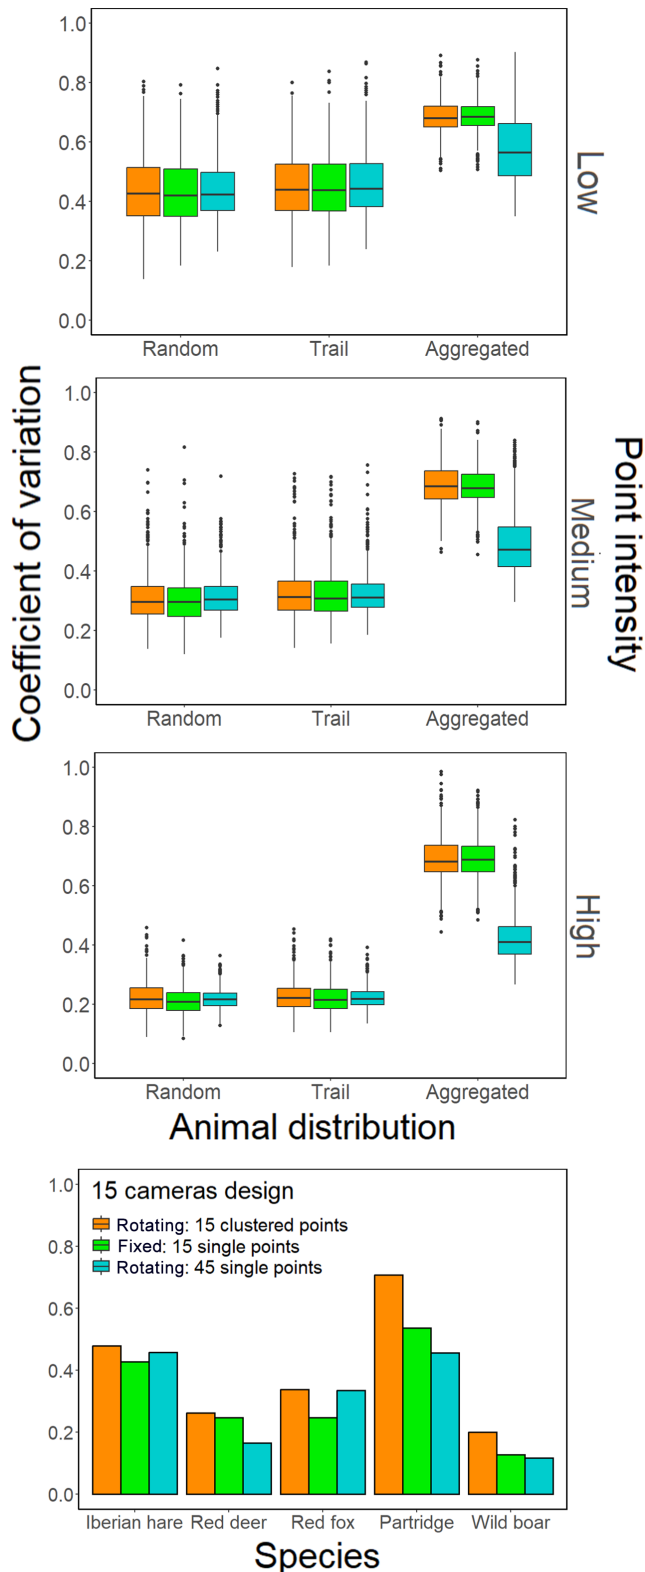 Coefficient of variation
Point intensity
1.0
0.8
0.6
0.4
0.2
0.0
Random Trail Aggregated
Low
1.0
0.8
0.6
0.4
0.2
0.0
Random Trail Aggregated
Medium
1.0
0.8
0.6
0.4
0.2
0.0
Random Trail Aggregated
High
Animal distribution
1.0
0.8
0.6
0.4
0.2
0.0
15 cameras design
Rotating: 15 clustered points
Fixed: 15 single points
Rotating: 45 single points
Iberian hare Red deer Red fox Partridge Wild boar
Species